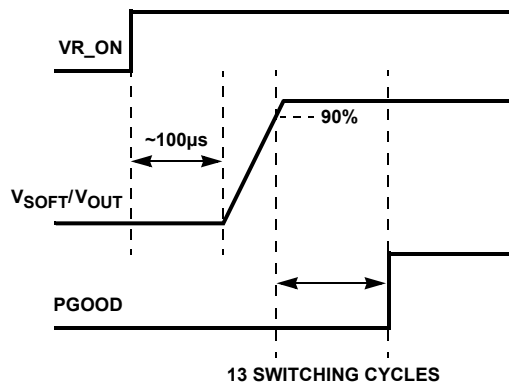 VR_ON
90%
~100µs
VSOFT/VOUT
PGOOD
13 SWITCHING CYCLES